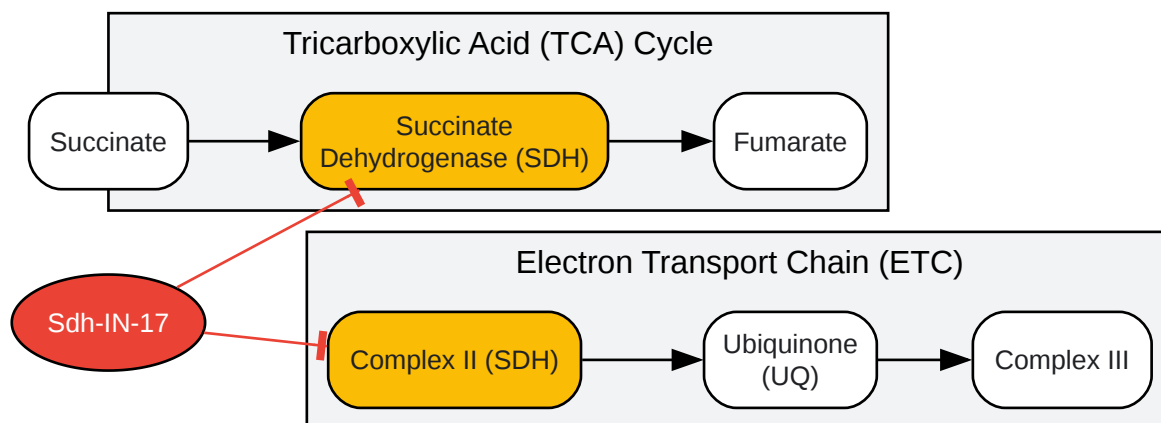 Tricarboxylic Acid (TCA) Cycle
Succinate
Succinate
Dehydrogenase (SDH)
Fumarate
Electron Transport Chain (ETC)
Sdh-IN-17
Complex II (SDH)
Ubiquinone
(UQ)
Complex III